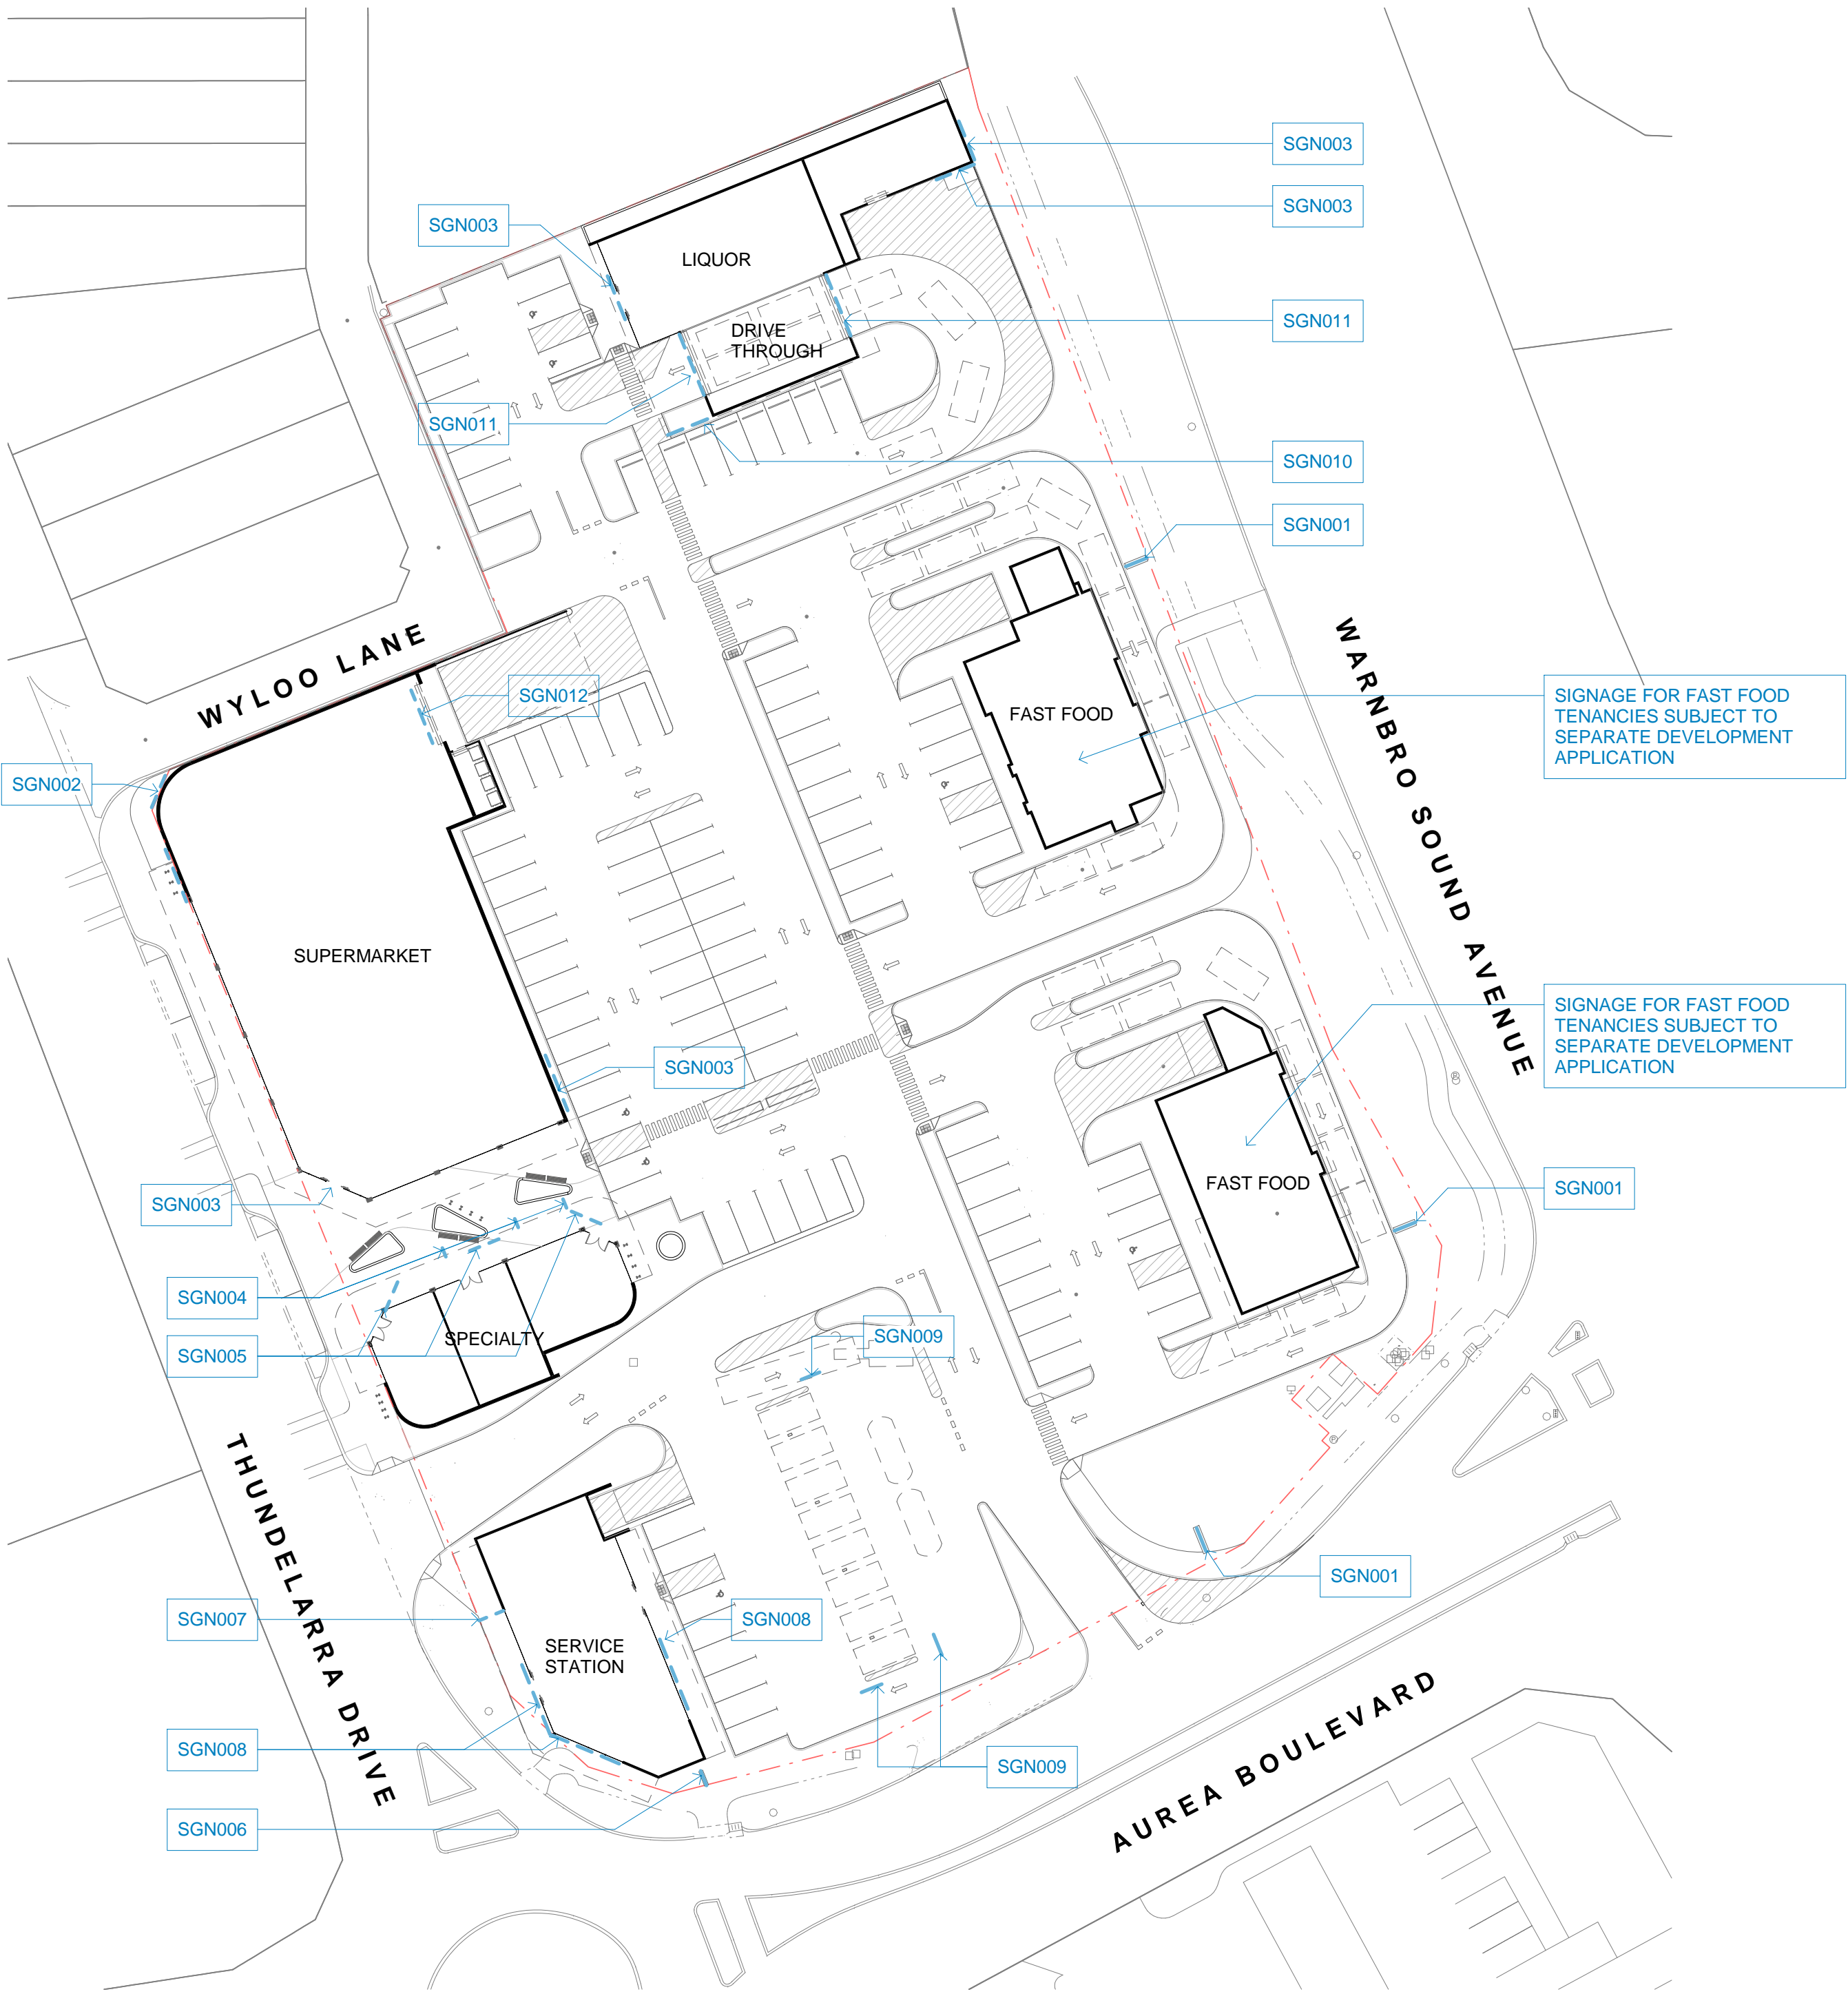 SGN003
SGN003
SGN003
LIQUOR
SGN011
DRIVE
THROUGH
SGN011
SGN010
SGN001
WYLOO LANE
WARNBRO SOUND AVENUE
SGN012
SIGNAGE FOR FAST FOOD
TENANCIES SUBJECT TO
SEPARATE DEVELOPMENT
APPLICATION
FAST FOOD
SGN002
SUPERMARKET
SIGNAGE FOR FAST FOOD
TENANCIES SUBJECT TO
SEPARATE DEVELOPMENT
APPLICATION
SGN003
FAST FOOD
SGN001
SGN003
SGN004
SGN009
SPECIALTY
SGN005
THUNDELARRA DRIVE
SGN001
SGN007
SGN008
SERVICE
STATION
SGN008
SGN009
AUREA BOULEVARD
SGN006